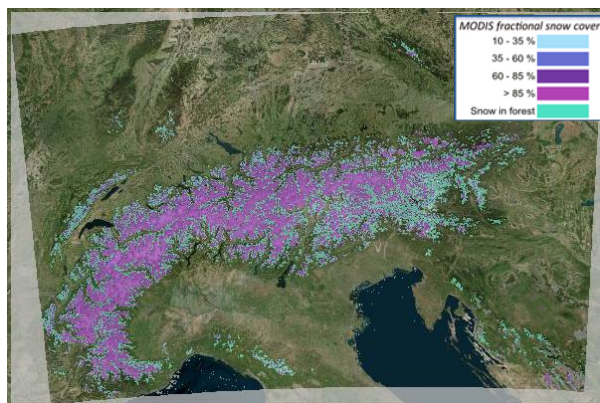 MODIS fractional snow cover
10 - 35 %
35 - 60 %
60 - 85 %
> 85 %
Snow in forest